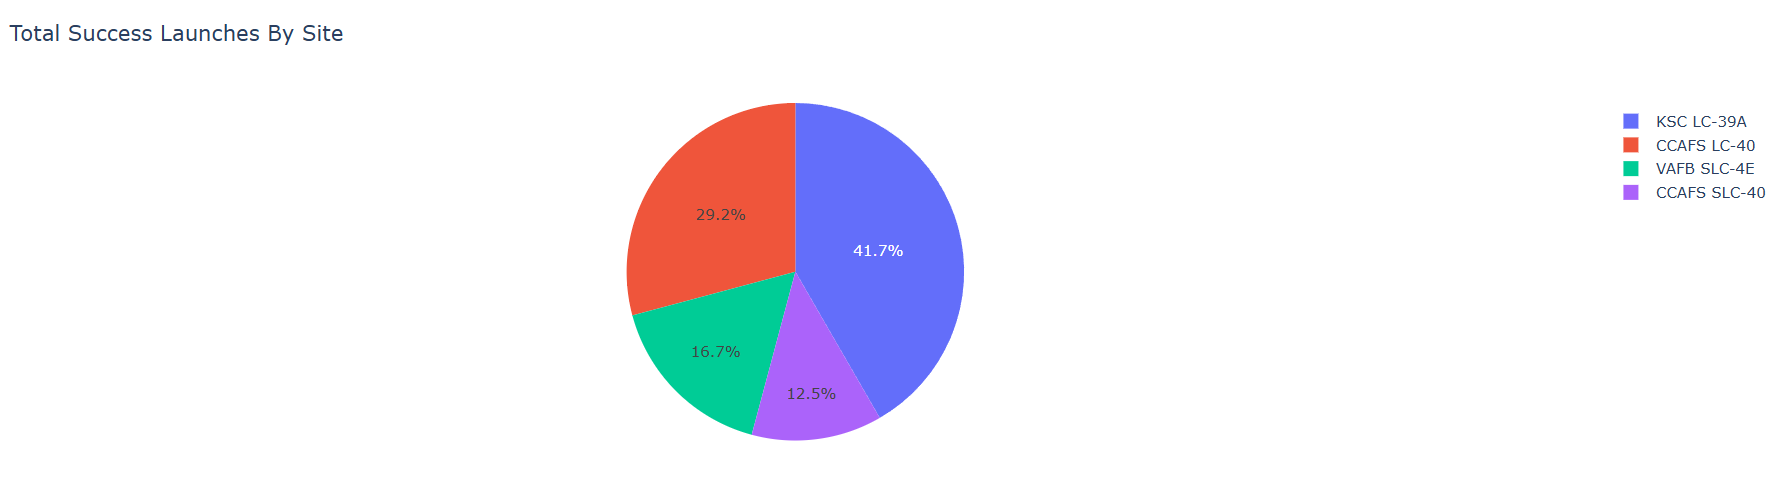 Total Success Launches By Site
KSC LC-39A
CCAFS LC-40
VAFB SLC-4E
CCAFS SLC-40
29.2%
41.7%
16.7%
12.5%